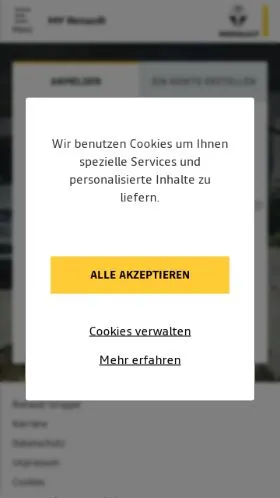 Menu
MY Renault
RENAULT
ANMELDEN
EIN KONTO ERSTELLEN
Wir benutzen Cookies um Ihnen
spezielle Services und
personalisierte Inhalte zu
liefern.
ALLE AKZEPTIEREN
Cookies verwalten
Mehr erfahren
Renault Gruppe
Karriere
Datenschutz
Impressum
Cookies